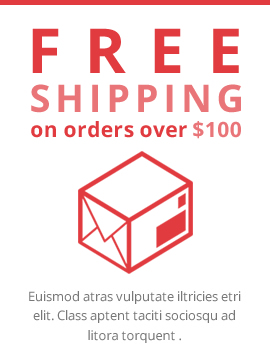 FREE
SHIPPING
on orders over $100
Euismod atras vulputate iltricies etri
elit. Class aptent taciti sociosqu ad
litora torquent .